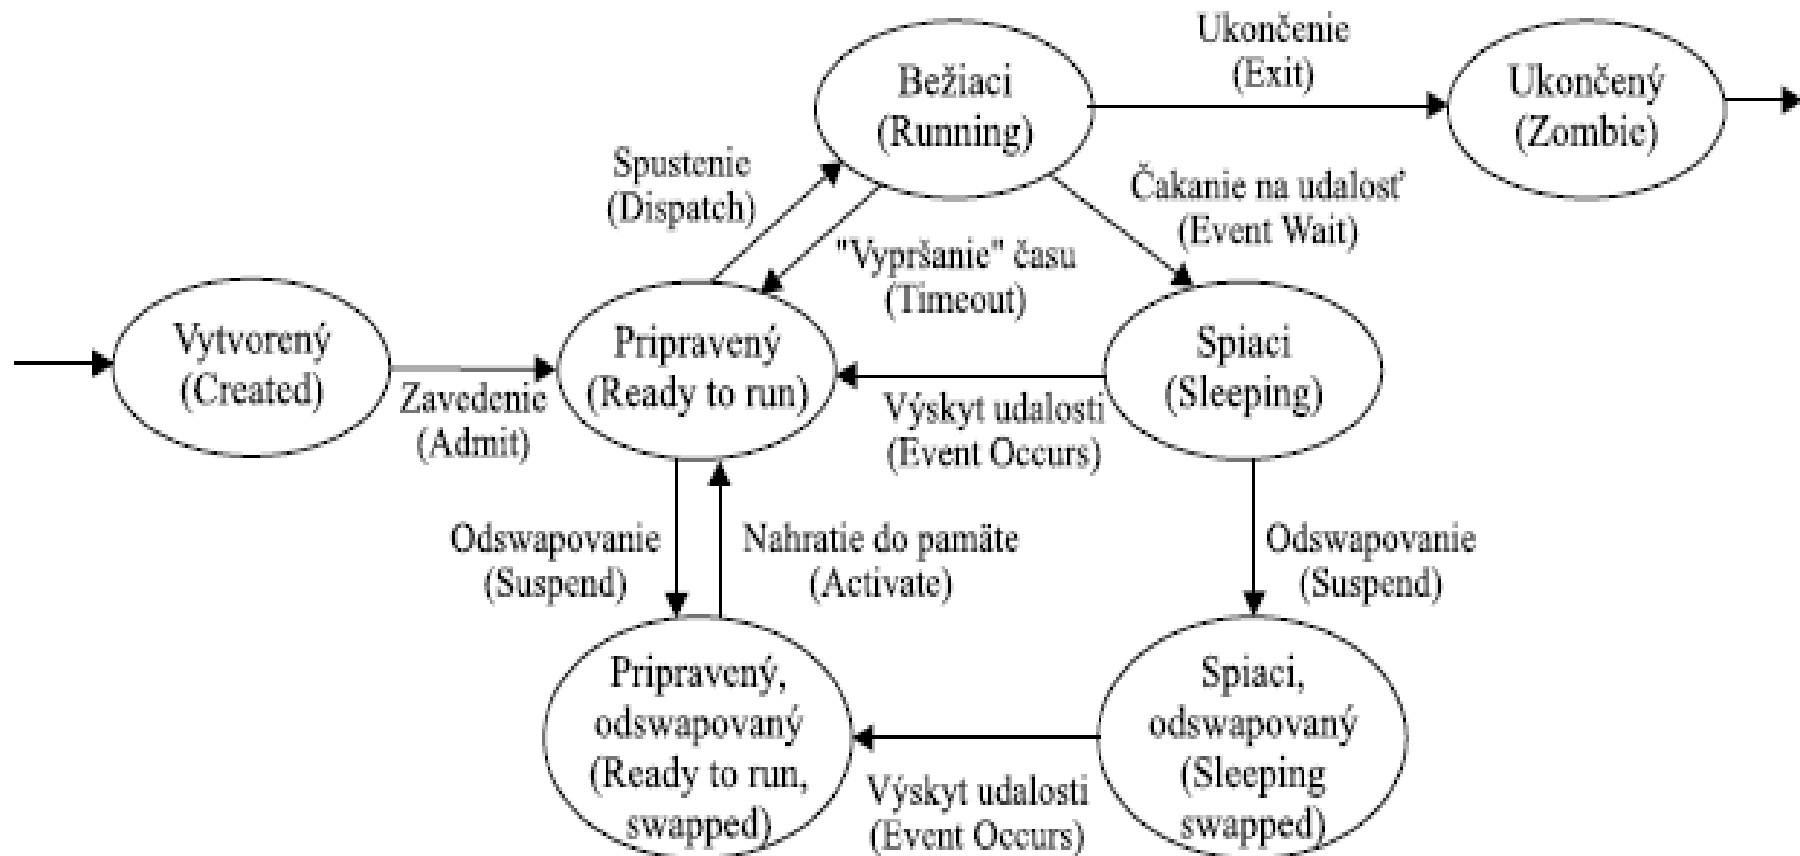 Ukončenie
(Exit)
Bežiaci
(Running)
Ukončený
(Zombie)
Spustenie
(Dispatch)
Čakanie na udalosť
(Event Wait)
"Vypršanie" času
(Timeout)
Vytvorený
(Created)
Zavedenie
(Admit)
Pripravený
(Ready to run)
Spiaci
(Sleeping)
Výskyt udalosti
(Event Occurs)
Odswapovanie
(Suspend)
Nahratie do pamäte
(Activate)
Odswapovanie
(Suspend)
Pripravený,
odswapovaný
(Ready to run,
swapped)
Výskyt udalosti
(Event Occurs)
Spiaci,
odswapovaný
(Sleeping
swapped)